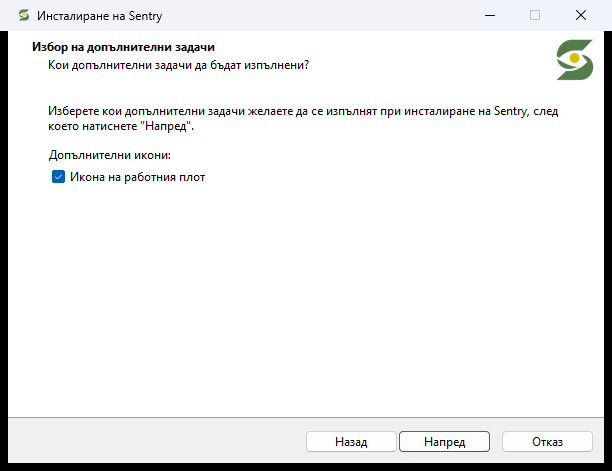 Инсталиране на Sentry
Избор на допълнителни задачи
Кои допълнителни задачи да бъдат изпълнени?
Изберете кои допълнителни задачи желаете да се изпълнят при инсталиране на Sentry, след
което натиснете "Напред".
Допълнителни икони:
Икона на работния плот
Назад
Напред
Отказ